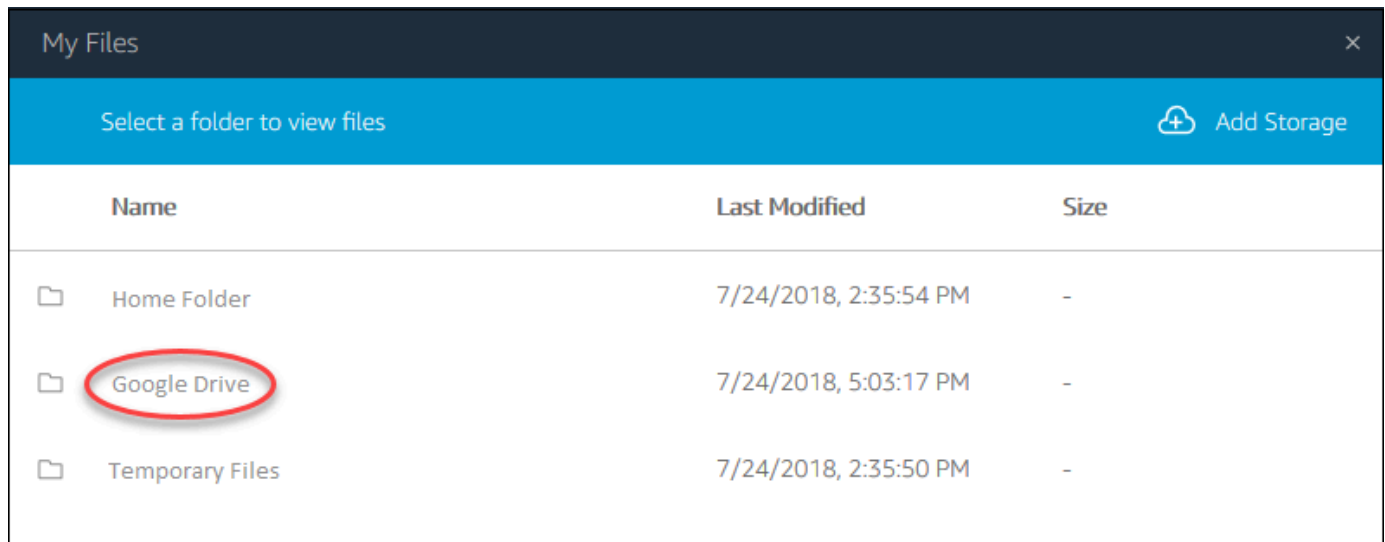 My Files ×
Select a folder to view files Add Storage
Name Last Modified Size
Home Folder 7/24/2018, 2:35:54 PM -
Google Drive 7/24/2018, 5:03:17 PM -
Temporary Files 7/24/2018, 2:35:50 PM -